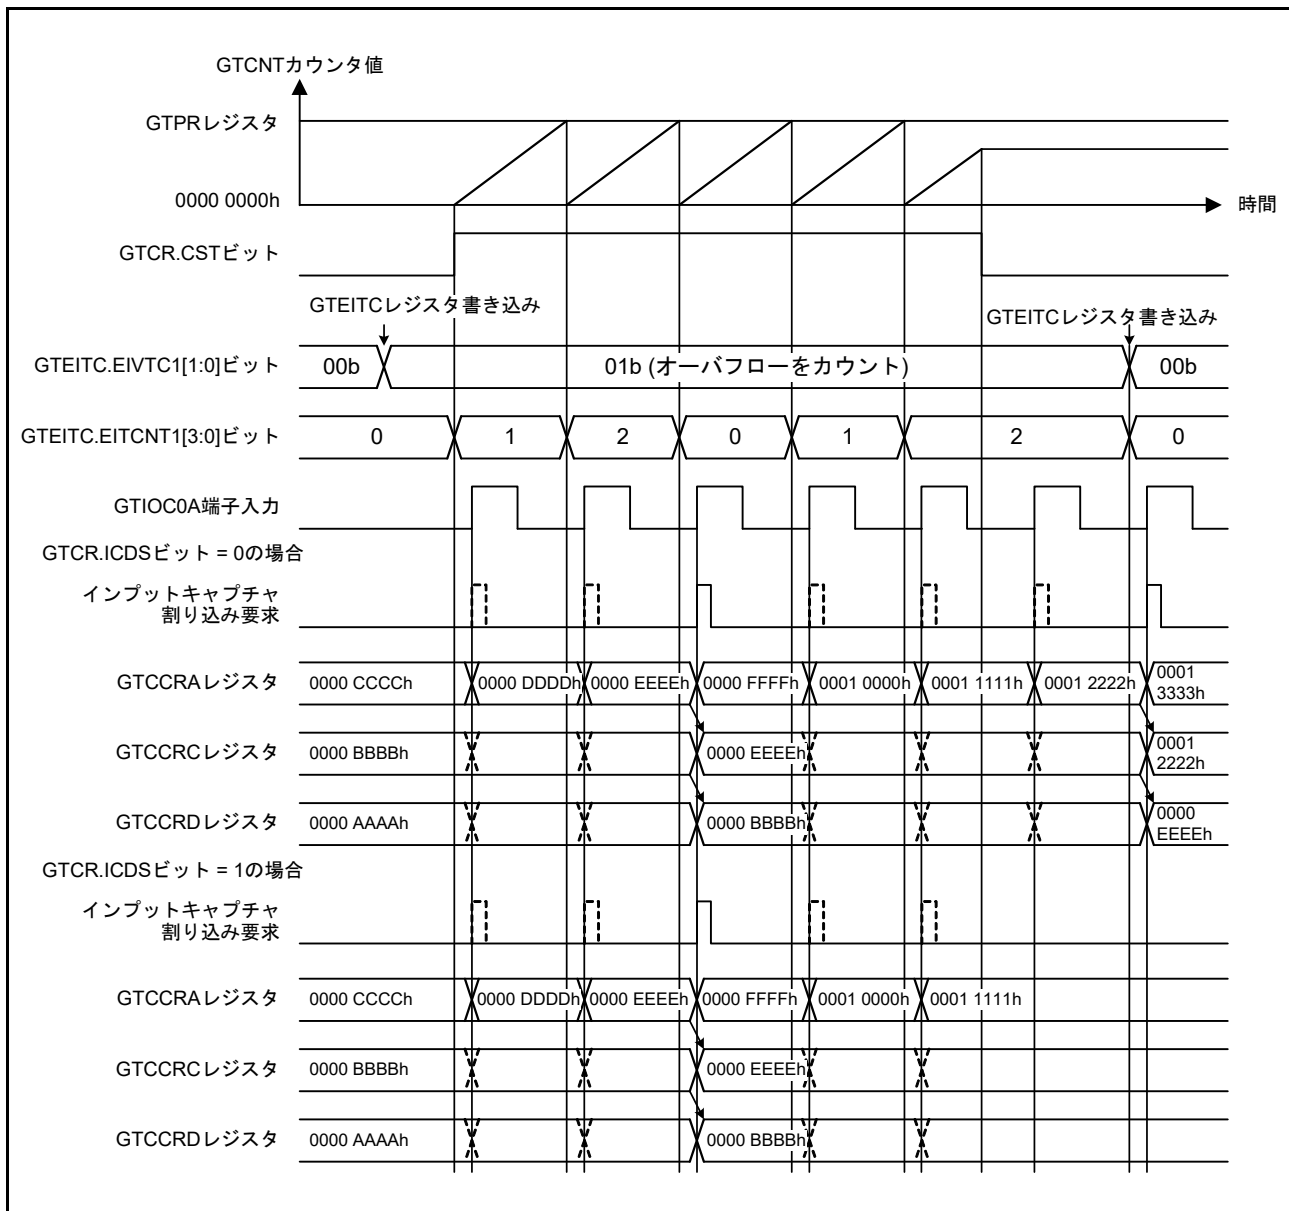 GTCNTカウンタ値
GTPRレジスタ
0000 0000h
時間
GTCR.CSTビット
GTEITCレジスタ書き込み
GTEITCレジスタ書き込み
GTEITC.EIVTC1[1:0]ビット
00b
01b (オーバフローをカウント)
00b
GTEITC.EITCNT1[3:0]ビット
0
1
2
0
1
2
0
GTIOC0A端子入力
GTCR.ICDSビット = 0の場合
インプットキャプチャ
割り込み要求
GTCCRAレジスタ
0000 CCCCh
0000 DDDDh
0000 EEEEh
0000 FFFFh
0001 0000h
0001 1111h
0001 2222h
0001
3333h
GTCCRCレジスタ
0000 BBBBh
0000 EEEEh
0001
2222h
GTCCRDレジスタ
0000 AAAAh
0000 BBBBh
0000
EEEEh
GTCR.ICDSビット = 1の場合
インプットキャプチャ
割り込み要求
GTCCRAレジスタ
0000 CCCCh
0000 DDDDh
0000 EEEEh
0000 FFFFh
0001 0000h
0001 1111h
GTCCRCレジスタ
0000 BBBBh
0000 EEEEh
GTCCRDレジスタ
0000 AAAAh
0000 BBBBh